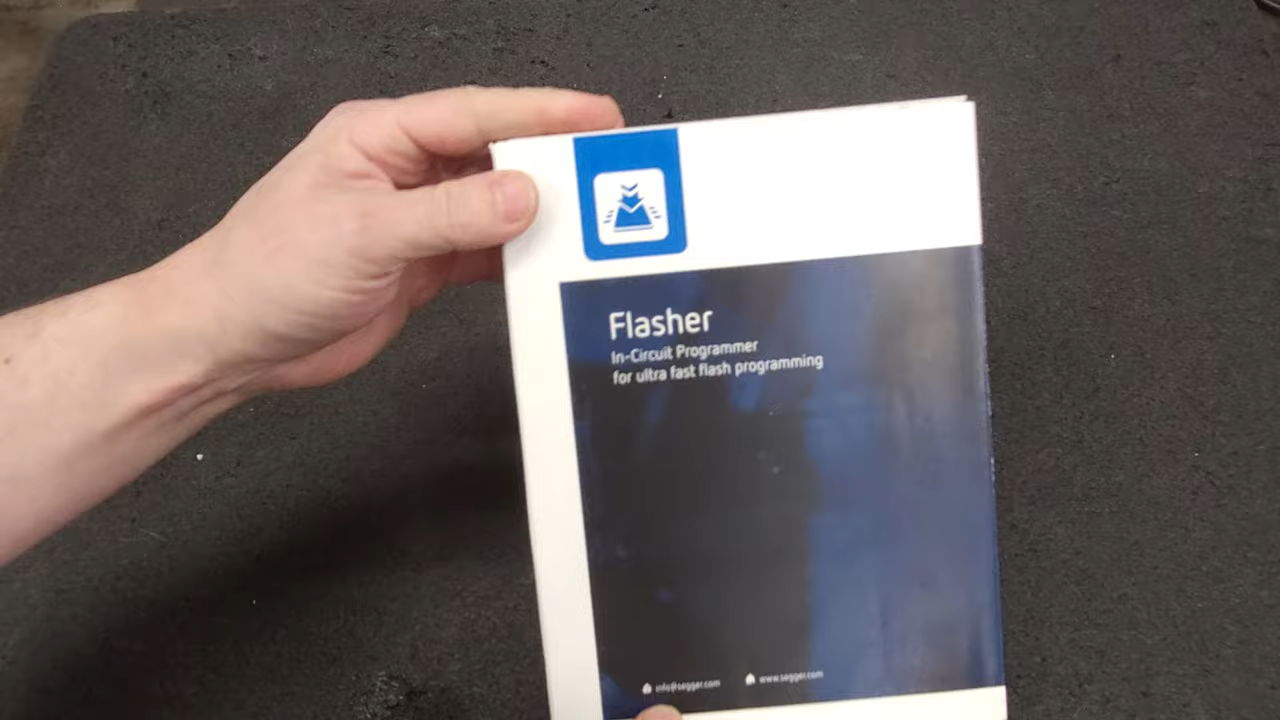 Flasher
In-Circuit Programmer
for ultra fast flash programming
info@segger.com www.segger.com